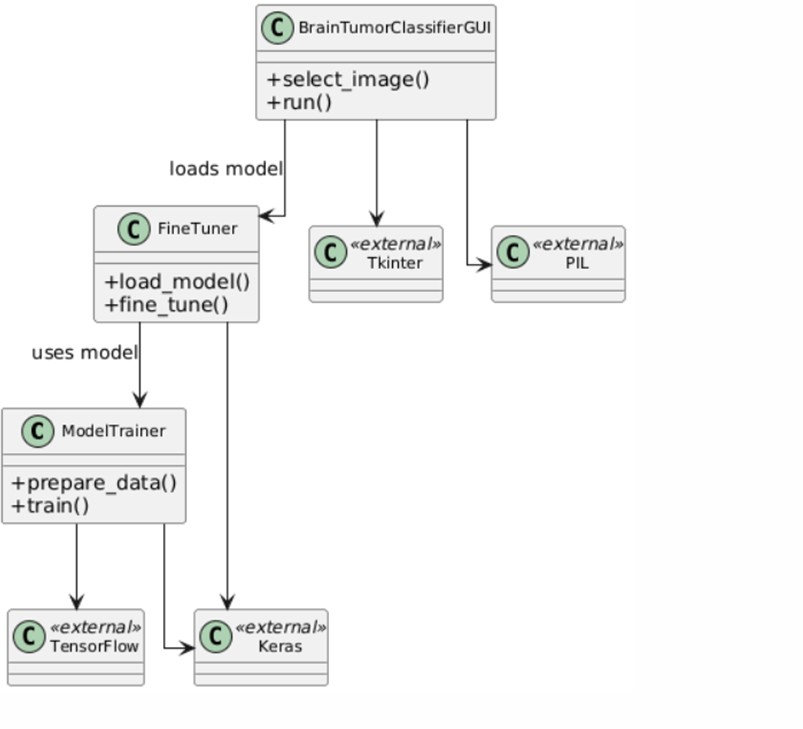 C BrainTumorClassifierGUI
+select_image()
+run()
loads model
C FineTuner
+load_model()
+fine_tune()
C «external»
Tkinter
C «external»
PIL
uses model
C ModelTrainer
+prepare_data()
+train()
C «external»
TensorFlow
C «external»
Keras